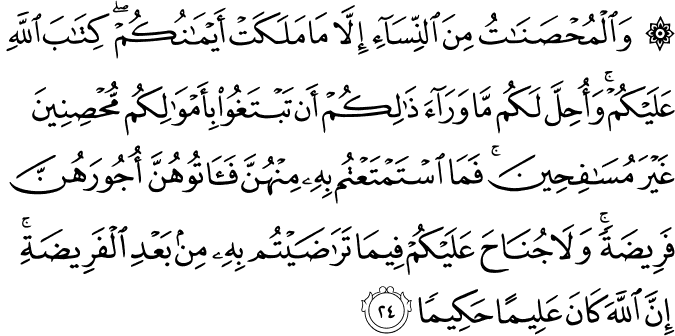 ۞ وَٱلْمُحْصَنَـٰتُ مِنَ ٱلنِّسَآءِ إِلَّا مَا مَلَكَتْ أَيْمَـٰنُكُمْ ۖ كِتَـٰبَ ٱللَّهِ
عَلَيْكُمْ ۚ وَأُحِلَّ لَكُم مَّا وَرَآءَ ذَٰلِكُمْ أَن تَبْتَغُوا۟ بِأَمْوَٰلِكُم مُّحْصِنِينَ
غَيْرَ مُسَـٰفِحِينَ ۚ فَمَا ٱسْتَمْتَعْتُم بِهِۦ مِنْهُنَّ فَـَٔاتُوهُنَّ أُجُورَهُنَّ
فَرِيضَةً ۚ وَلَا جُنَاحَ عَلَيْكُمْ فِيمَا تَرَٰضَيْتُم بِهِۦ مِنۢ بَعْدِ ٱلْفَرِيضَةِ ۚ
إِنَّ ٱللَّهَ كَانَ عَلِيمًا حَكِيمًا ٢٤